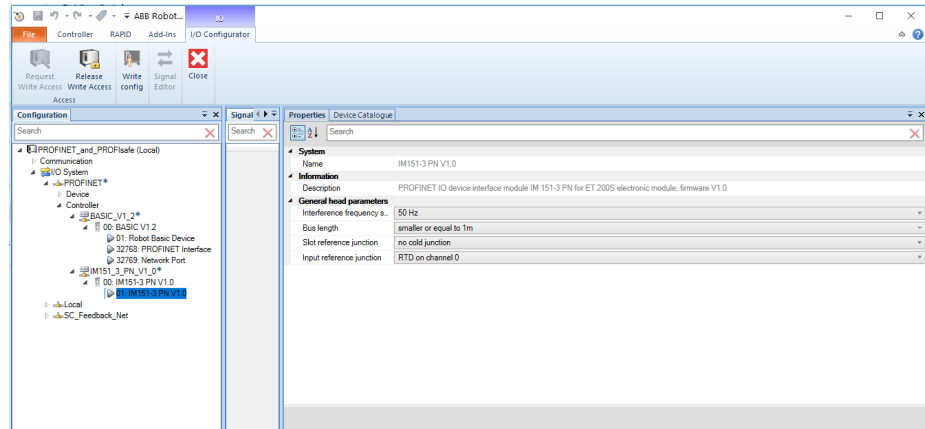 ABB Robot...
IO
File
Controller
RAPID
Add-Ins
I/O Configurator
Request Write Access
Release Write Access
Write config
Signal Editor
Close
Access
Configuration
Search
PROFINET_and_PROFIsafe (Local)
Communication
I/O System
PROFINET*
Device
Controller
BASIC_V1_2*
00: BASIC V1.2
01: Robot Basic Device
32768: PROFINET Interface
32769: Network Port
IM151_3_PN_V1_0*
00: IM151-3 PN V1.0
01: IM151-3 PN V1.0
Local
SC_Feedback_Net
Signal
Search
Properties
Device Catalogue
Search
System
Name IM151-3 PN V1.0
Information
Description PROFINET IO device interface module IM 151-3 PN for ET 200S electronic module; firmware V1.0
General head parameters
Interference frequency s.. 50 Hz
Bus length smaller or equal to 1m
Slot reference junction no cold junction
Input reference junction RTD on channel 0